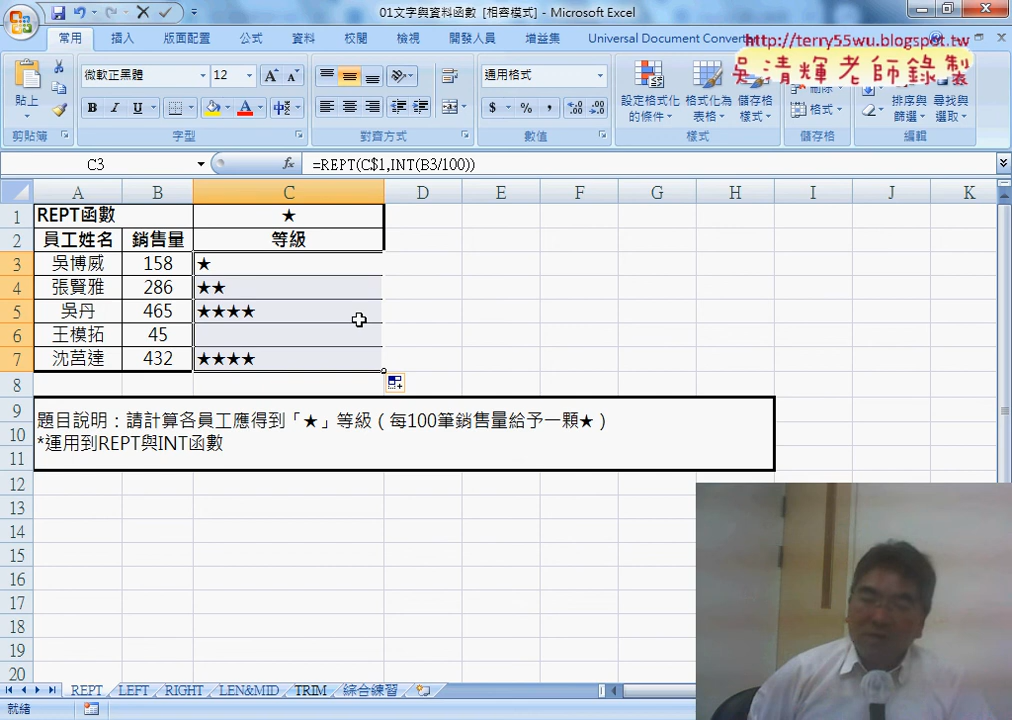 01文字與資料函數 [相容模式] - Microsoft Excel
常用 插入 版面配置 公式 資料 校閱 檢視 開發人員 增益集 Universal Document Convert
http://terry55wu.blogspot.tw
吳清輝老師錄製
貼上 微軟正黑體 12 A A 通用格式 設定格式化的條件 格式化為表格 儲存格樣式 刪除 格式 排序與篩選 尋找與選取
B I U A 中 $ % ,
剪貼簿 字型 對齊方式 數值 樣式 儲存格 編輯
C3 fx =REPT(C$1,INT(B3/100))
A B C D E F G H I J K
1 REPT函數 ★
2 員工姓名 銷售量 等級
3 吳博威 158 ★
4 張賢雅 286 ★★
5 吳丹 465 ★★★★
6 王模拓 45
7 沈莒達 432 ★★★★
8
9 題目說明：請計算各員工應得到「★」等級（每100筆銷售量給予一顆★）
10 *運用到REPT與INT函數
11
12
13
14
15
16
17
18
19
20
REPT LEFT RIGHT LEN&MID TRIM 綜合練習
就緒